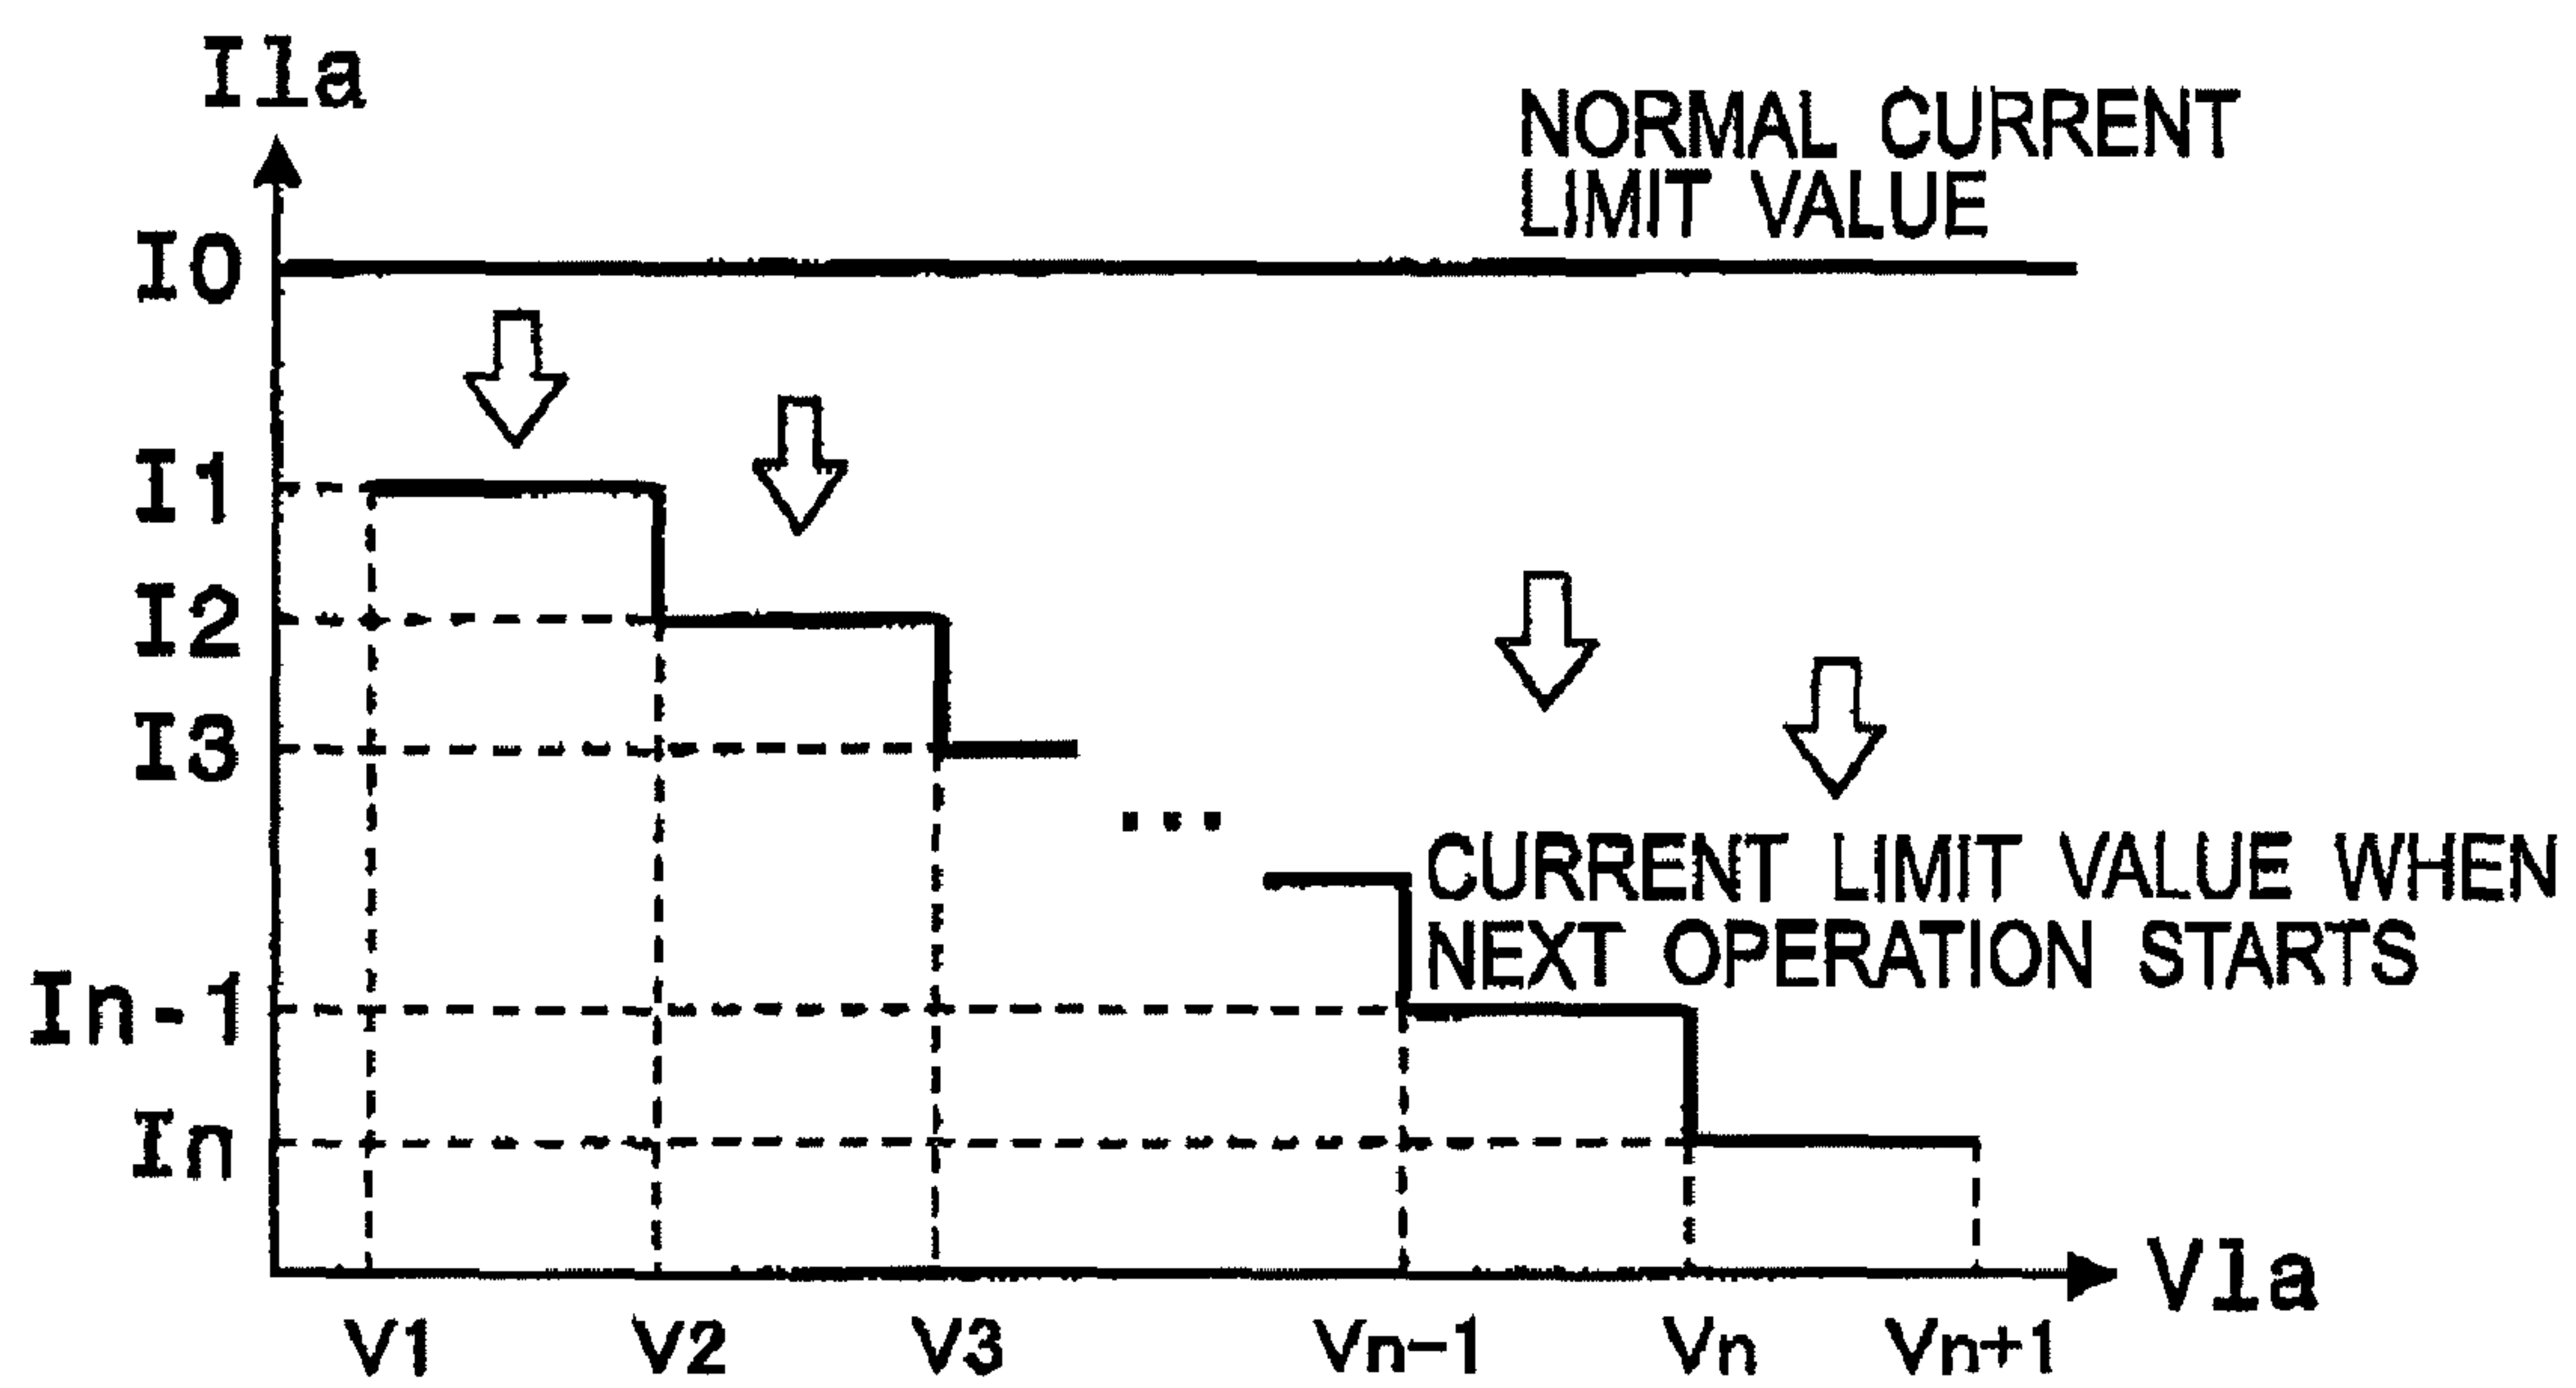 Ila
NORMAL CURRENT
LIMIT VALUE
I0
I1
I2
I3
...
CURRENT LIMIT VALUE WHEN
NEXT OPERATION STARTS
In-1
In
Vla
V1 V2 V3 Vn-1 Vn Vn+1